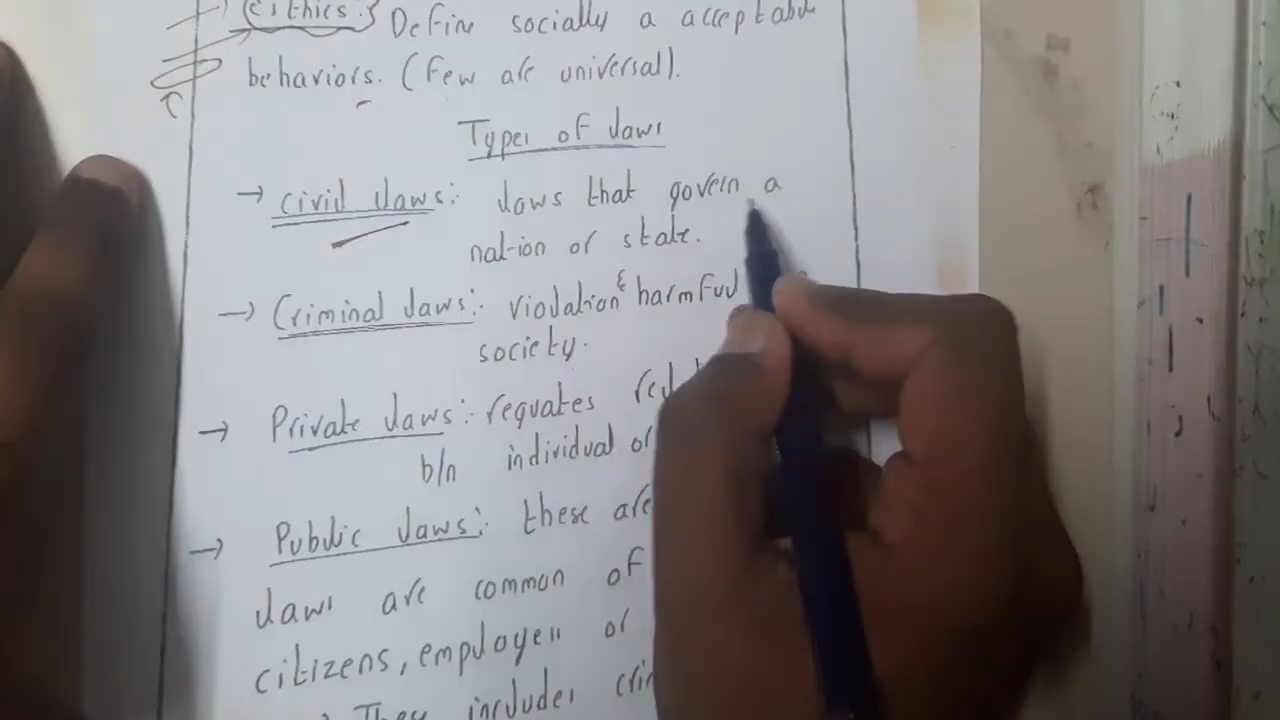 Ethics: Define socially a acceptable
behaviors. (Few are universal).
Types of laws
→ civil laws: laws that govern a
nation or state.
→ Criminal laws: violation & harmful
society.
→ Private laws: reguates
b/n individual or
→ Public laws: these are
laws are common of
citizens, employees or
They includes